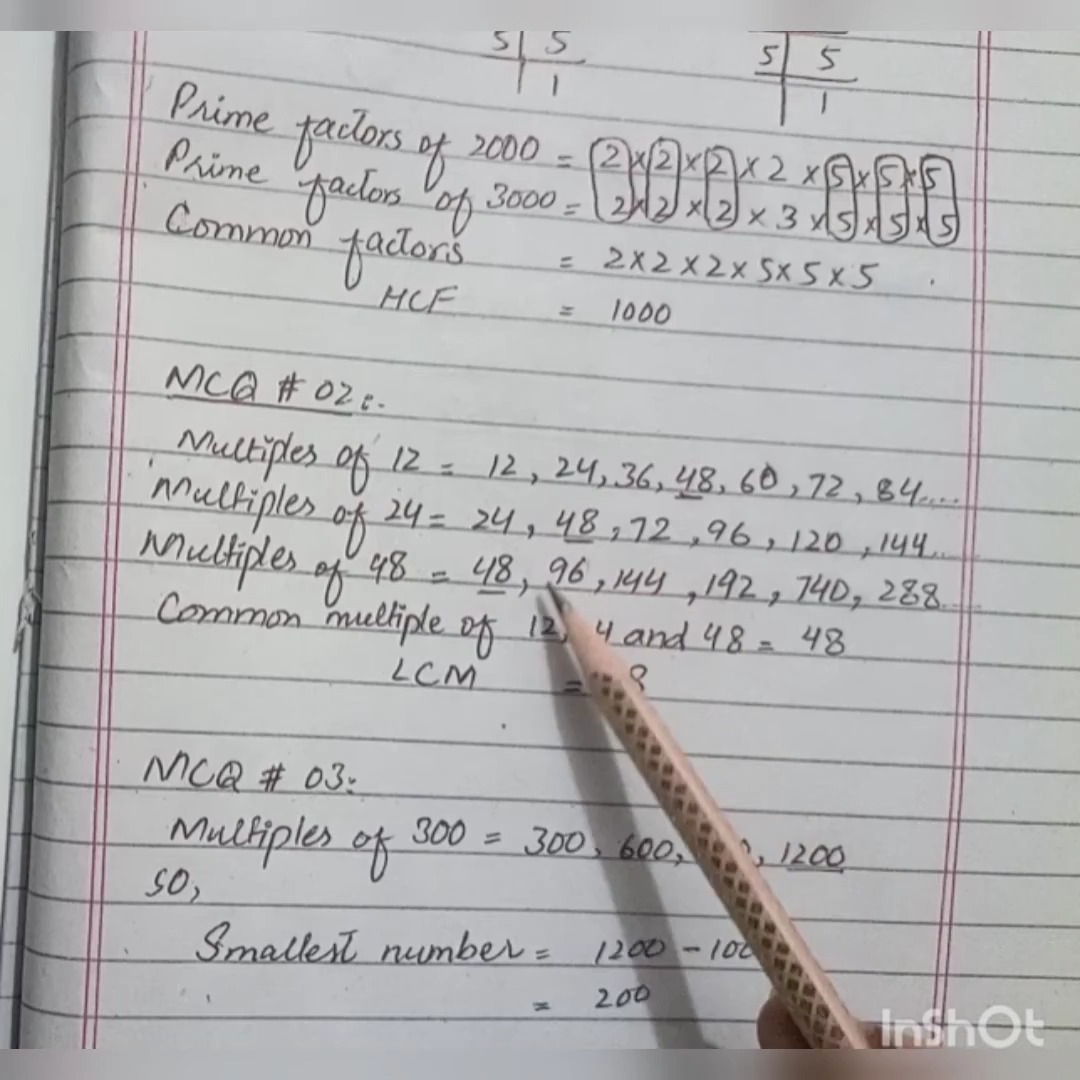 5 | 5
1
5 | 5
1
Prime factors of 2000 = 2 × 2 × 2 × 2 × 5 × 5 × 5
Prime factors of 3000 = 2 × 2 × 2 × 3 × 5 × 5 × 5
Common factors = 2 × 2 × 2 × 5 × 5 × 5
HCF = 1000
MCQ # 02:-
Multiples of 12 = 12, 24, 36, 48, 60, 72, 84....
Multiples of 24 = 24, 48, 72, 96, 120, 144..
Multiples of 48 = 48, 96, 144, 192, 740, 288....
Common multiple of 12, 4 and 48 = 48
LCM = 8
MCQ # 03:
Multiples of 300 = 300, 600, 1200
SO,
Smallest number = 1200 - 100
= 200
InShOt